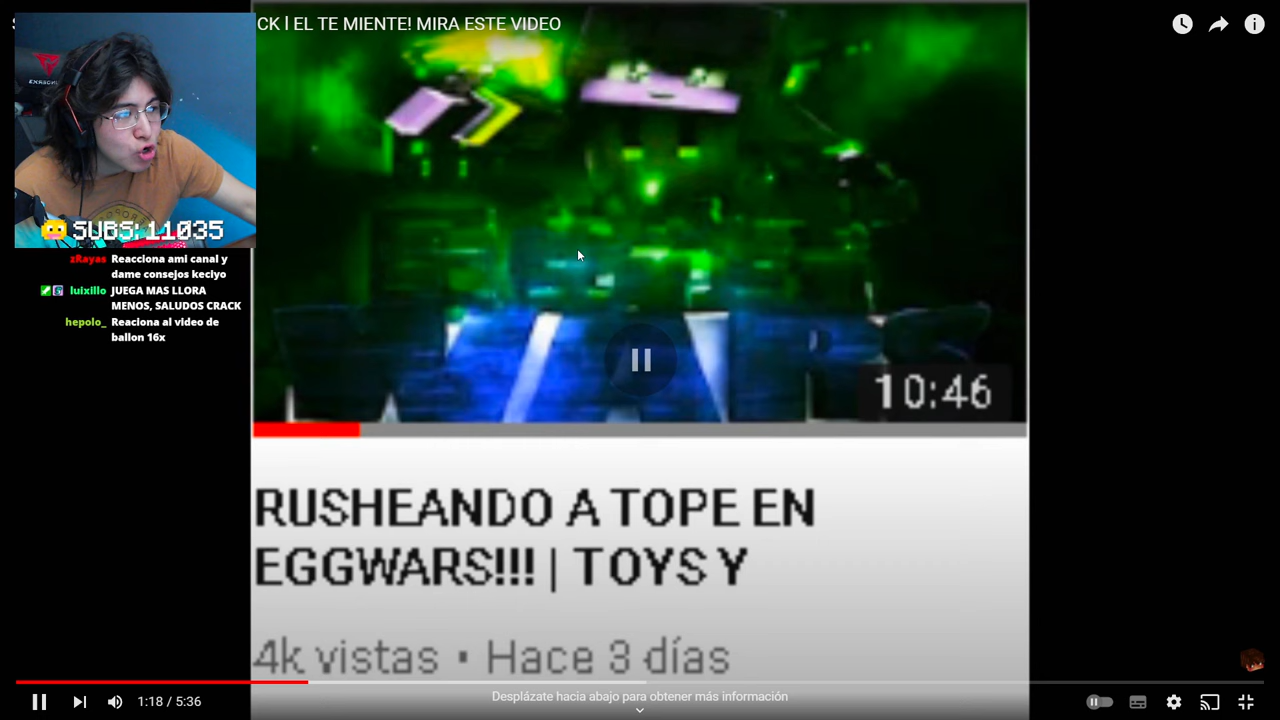 CK | EL TE MIENTE! MIRA ESTE VIDEO
SUBS: 11035
zRayas Reacciona ami canal y
dame consejos keciyo
luixillo JUEGA MAS LLORA
MENOS, SALUDOS CRACK
hepolo_ Reaciona al video de
ballon 16x
10:46
RUSHEANDO A TOPE EN
EGGWARS!!! | TOYS Y
4k vistas • Hace 3 días
Desplázate hacia abajo para obtener más información
1:18 / 5:36